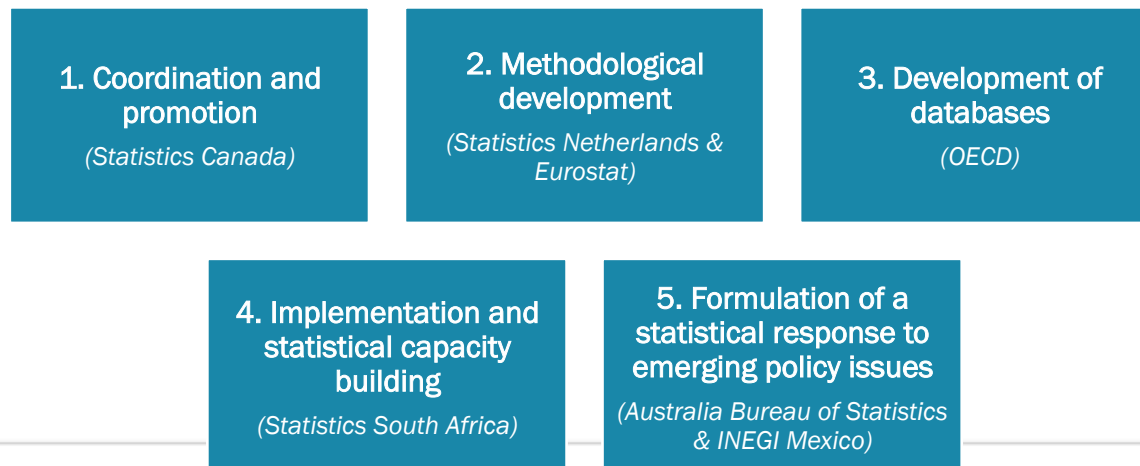 1. Coordination and
promotion
(Statistics Canada)
2. Methodological
development
(Statistics Netherlands &
Eurostat)
3. Development of
databases
(OECD)
4. Implementation and
statistical capacity
building
(Statistics South Africa)
5. Formulation of a
statistical response to
emerging policy issues
(Australia Bureau of Statistics
& INEGI Mexico)